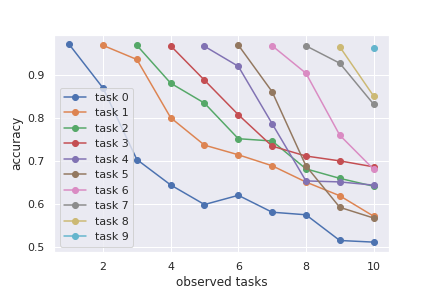 0.9
0.8
0.7
0.6
0.5
accuracy
task 0
task 1
task 2
task 3
task 4
task 5
task 6
task 7
task 8
task 9
2 4 6 8 10
observed tasks